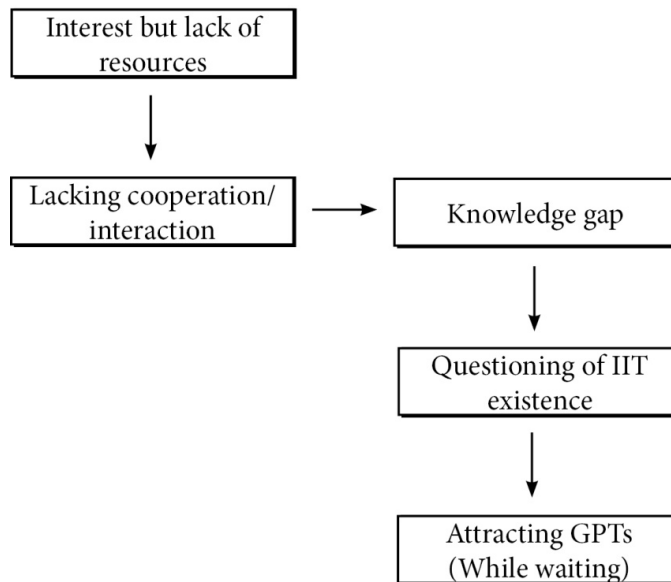 Interest but lack of
resources
Lacking cooperation/
interaction
Knowledge gap
Questioning of IIT
existence
Attracting GPTs
(While waiting)